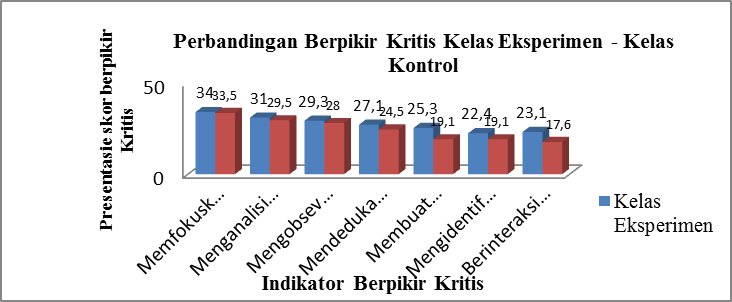 Perbandingan Berpikir Kritis Kelas Eksperimen - Kelas
Kontrol
Presentasie skor berpikir
Kritis
50
0
34 33,5 31 29,5 29,3 28 27,1 24,5 25,3 19,1 22,4 19,1 23,1 17,6
Memfokusk...
Menganalisi...
Mengobsev...
Mendeduka...
Membuat...
Mengidentif...
Berinteraksi...
Indikator Berpikir Kritis
Kelas
Eksperimen